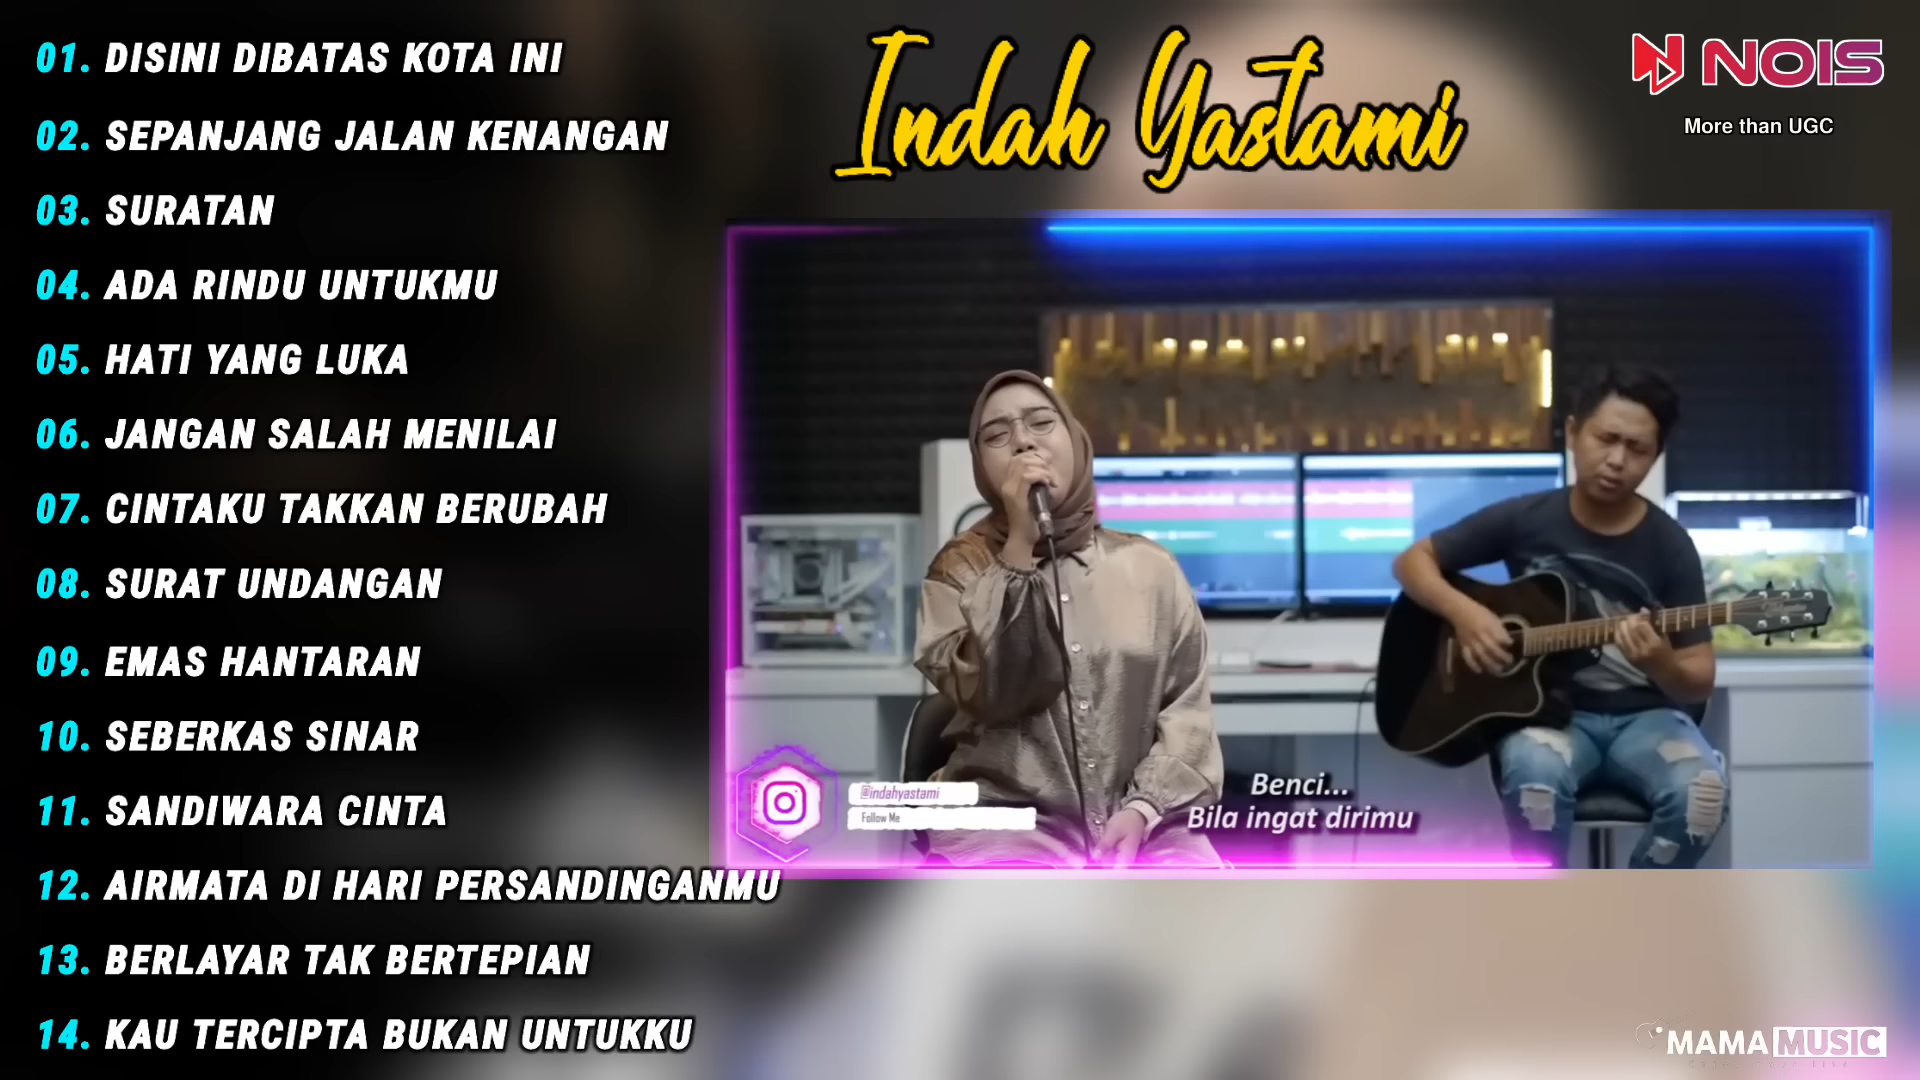 01. DISINI DIBATAS KOTA INI
02. SEPANJANG JALAN KENANGAN
03. SURATAN
04. ADA RINDU UNTUKMU
05. HATI YANG LUKA
06. JANGAN SALAH MENILAI
07. CINTAKU TAKKAN BERUBAH
08. SURAT UNDANGAN
09. EMAS HANTARAN
10. SEBERKAS SINAR
11. SANDIWARA CINTA
12. AIRMATA DI HARI PERSANDINGANMU
13. BERLAYAR TAK BERTEPIAN
14. KAU TERCIPTA BUKAN UNTUKKU
Indah Yastami
NOIS
More than UGC
@indahyastami
Follow Me
Benci...
Bila ingat dirimu
MAMA MUSIC